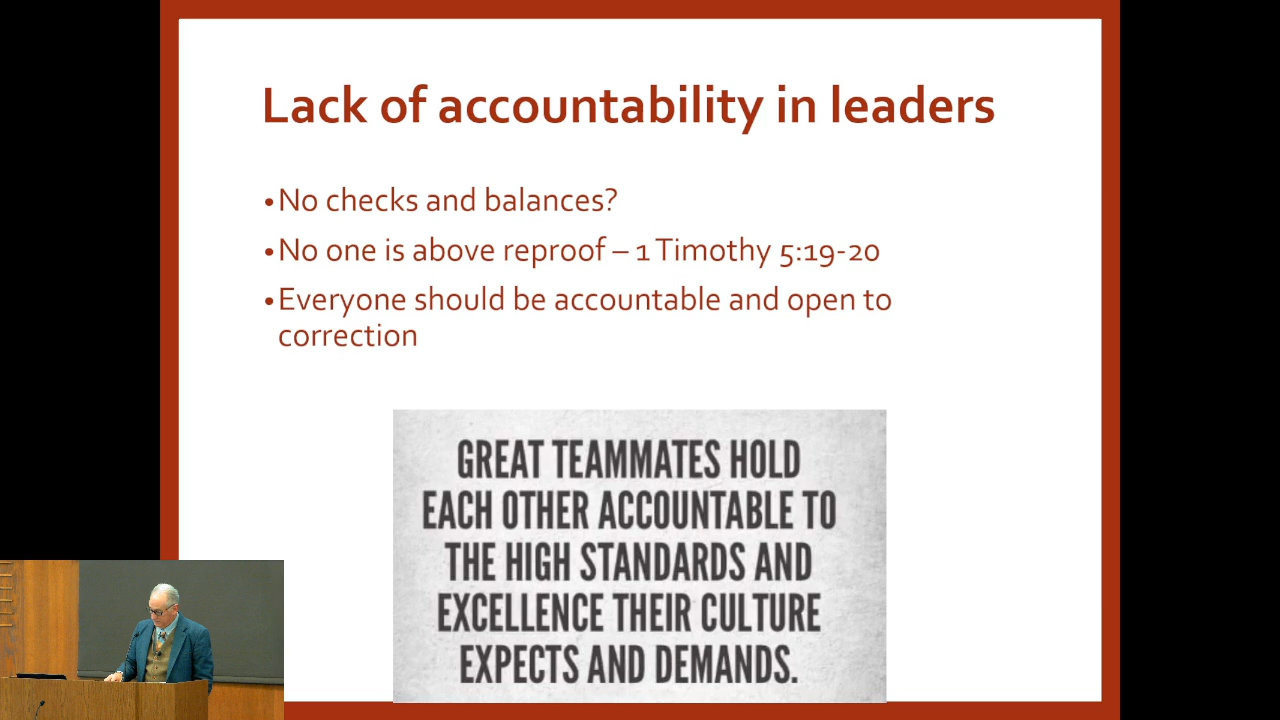 Lack of accountability in leaders
•No checks and balances?
•No one is above reproof – 1 Timothy 5:19-20
•Everyone should be accountable and open to
correction
GREAT TEAMMATES HOLD
EACH OTHER ACCOUNTABLE TO
THE HIGH STANDARDS AND
EXCELLENCE THEIR CULTURE
EXPECTS AND DEMANDS.